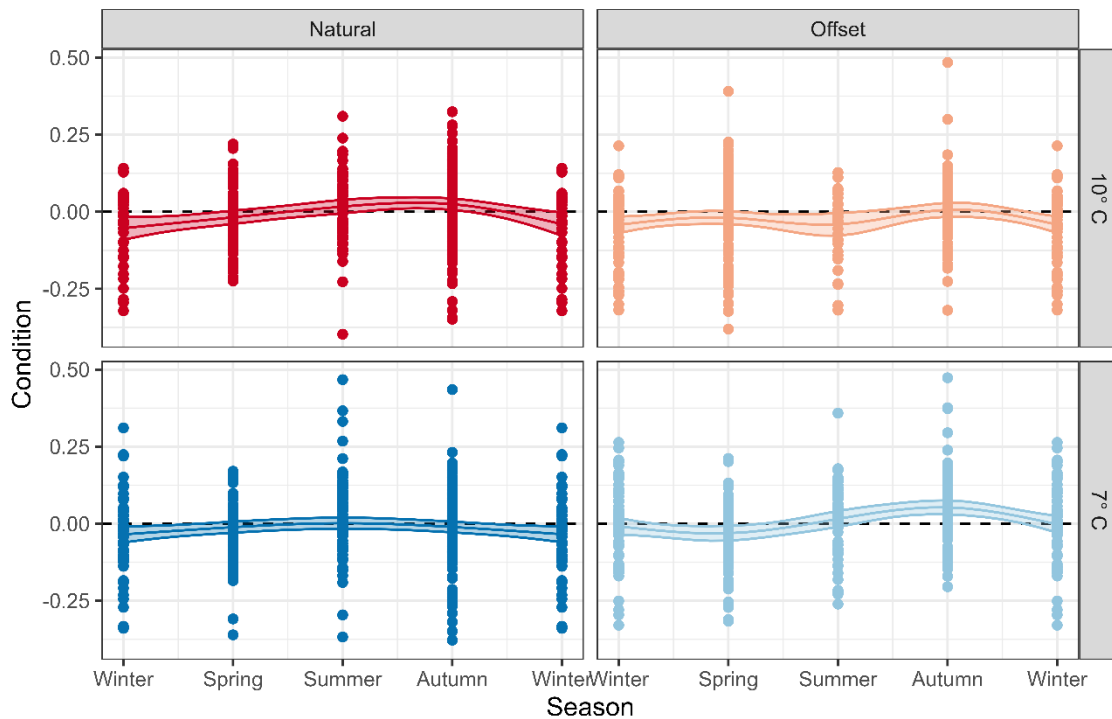 Natural
Offset
0.50
0.25
0.00
-0.25
10° C
Condition
0.50
0.25
0.00
-0.25
7° C
Winter Spring Summer Autumn Winter Winter Spring Summer Autumn Winter
Season